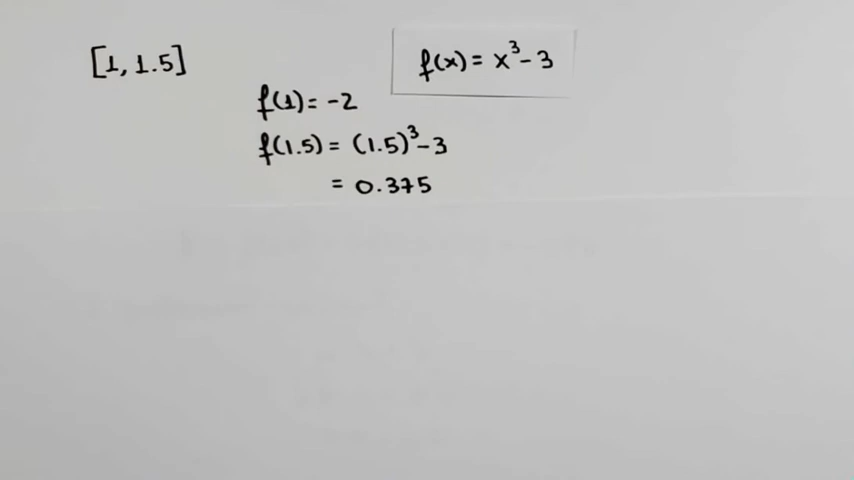 [1, 1.5]
f(x) = x³ - 3
f(1) = -2
f(1.5) = (1.5)³ - 3
= 0.375